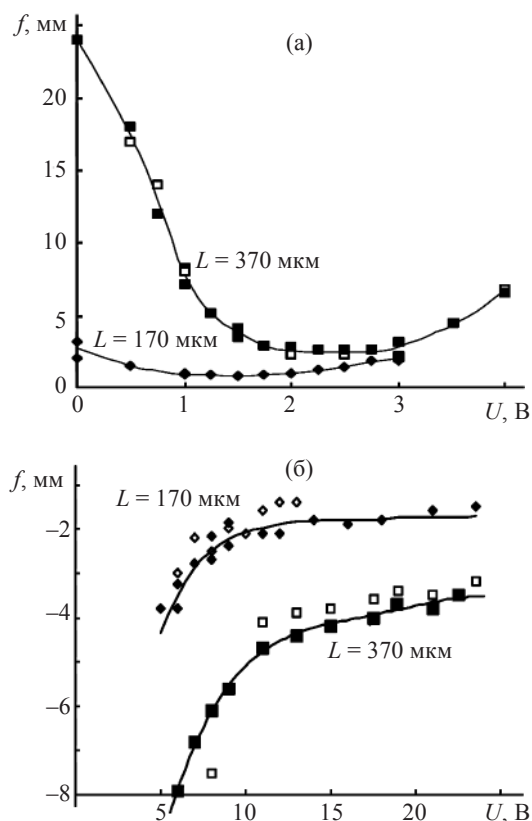 f, мм
(а)
20
15
10
L = 370 мкм
5
L = 170 мкм
0
0
1
2
3
U, В
f, мм
(б)
L = 170 мкм
–2
–4
L = 370 мкм
–6
–8
5
10
15
20
U, В